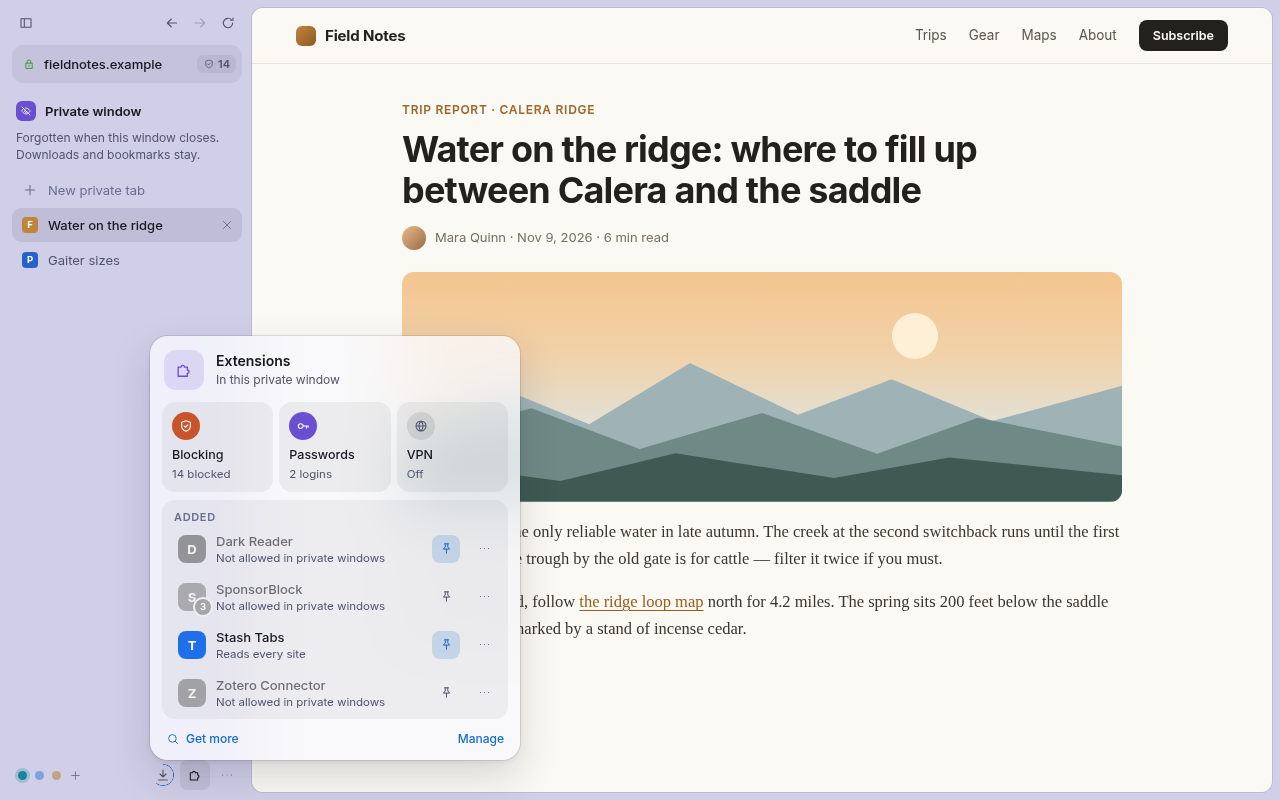 fieldnotes.example
14
Private window
Forgotten when this window closes.
Downloads and bookmarks stay.
New private tab
F
Water on the ridge
P
Gaiter sizes
Field Notes
Trips
Gear
Maps
About
Subscribe
TRIP REPORT · CALERA RIDGE
Water on the ridge: where to fill up
between Calera and the saddle
Mara Quinn · Nov 9, 2026 · 6 min read
only reliable water in late autumn. The creek at the second switchback runs until the first
trough by the old gate is for cattle — filter it twice if you must.
follow the ridge loop map north for 4.2 miles. The spring sits 200 feet below the saddle
marked by a stand of incense cedar.
Extensions
In this private window
Blocking
14 blocked
Passwords
2 logins
VPN
Off
ADDED
D
Dark Reader
Not allowed in private windows
S
3
SponsorBlock
Not allowed in private windows
T
Stash Tabs
Reads every site
Z
Zotero Connector
Not allowed in private windows
Get more
Manage